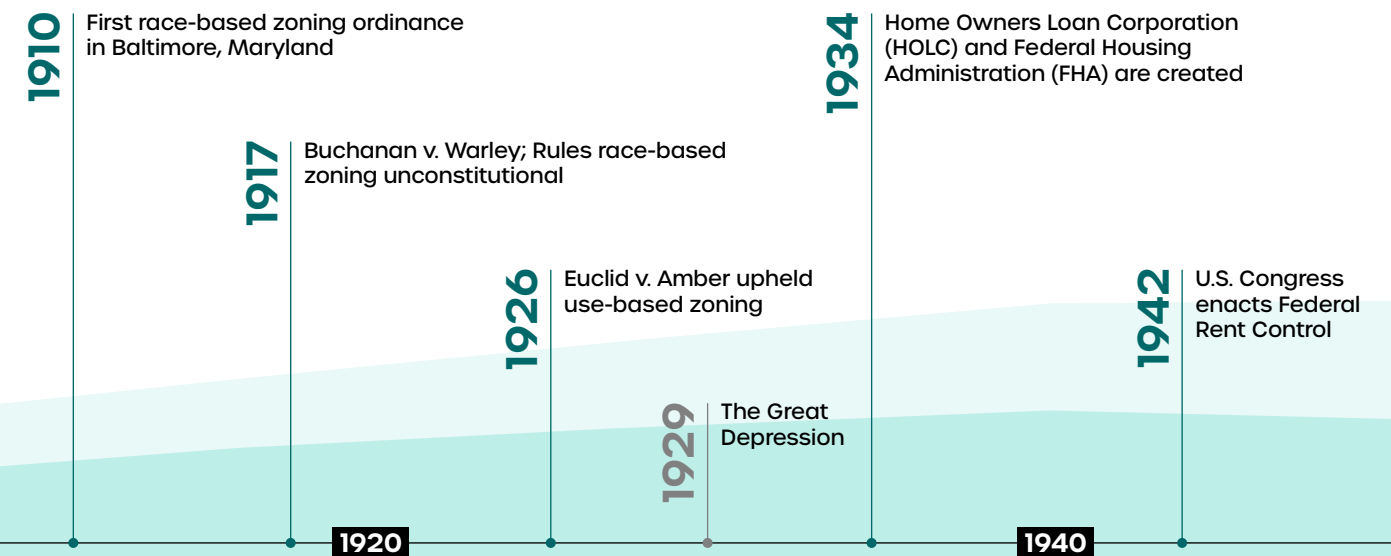 1910
First race-based zoning ordinance
in Baltimore, Maryland
1917
Buchanan v. Warley; Rules race-based
zoning unconstitutional
1926
Euclid v. Amber upheld
use-based zoning
1929
The Great
Depression
1934
Home Owners Loan Corporation
(HOLC) and Federal Housing
Administration (FHA) are created
1942
U.S. Congress
enacts Federal
Rent Control
1920
1940